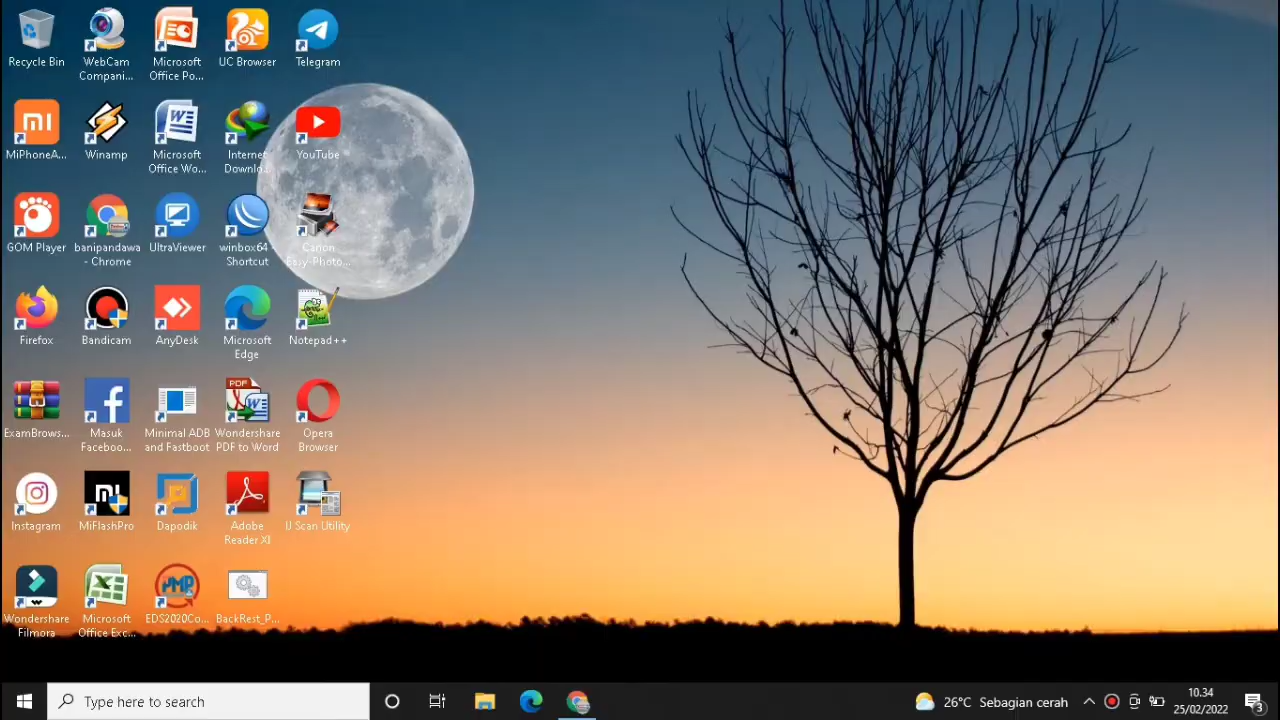 Recycle Bin
WebCam
Compani...
Microsoft
Office Po...
UC Browser
Telegram
MiPhoneA...
Winamp
Microsoft
Office Wo...
Internet
Downlo...
YouTube
GOM Player
banipandawa
- Chrome
UltraViewer
winbox64 -
Shortcut
Canon
Easy-Photo...
Firefox
Bandicam
AnyDesk
Microsoft
Edge
Notepad++
ExamBrows...
Masuk
Faceboo...
Minimal ADB
and Fastboot
PDF
Wondershare
PDF to Word
Opera
Browser
Instagram
MiFlashPro
Dapodik
Adobe
Reader XI
IJ Scan Utility
Wondershare
Filmora
Microsoft
Office Exc...
PMP
EDS2020Co...
BackRest_P...
Type here to search
26°C Sebagian cerah
10.34
25/02/2022
3